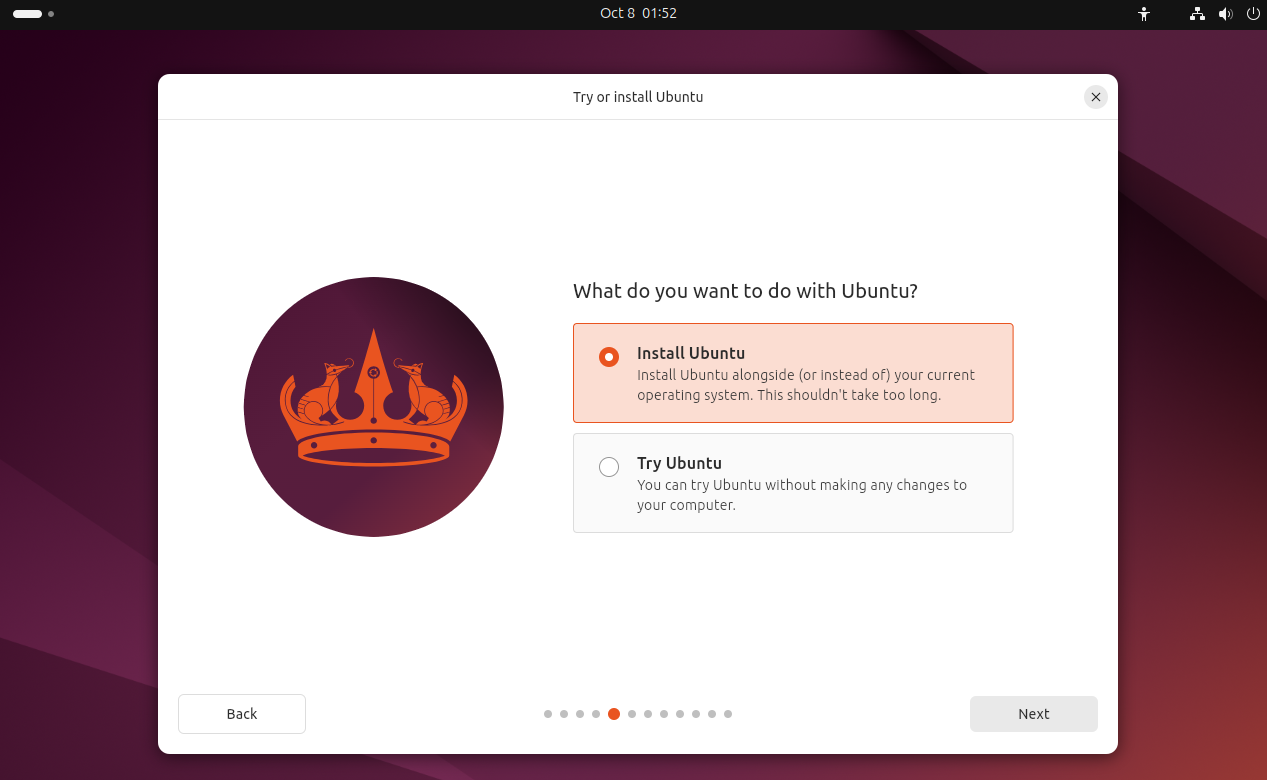 Oct 8 01:52
Try or install Ubuntu
What do you want to do with Ubuntu?
Install Ubuntu
Install Ubuntu alongside (or instead of) your current
operating system. This shouldn't take too long.
Try Ubuntu
You can try Ubuntu without making any changes to
your computer.
Back
Next